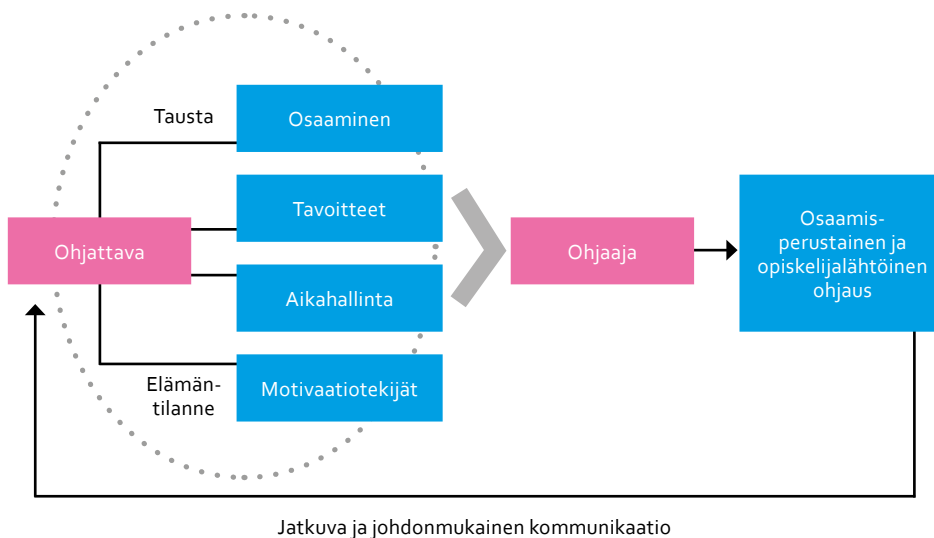 Tausta
Osaaminen
Tavoitteet
Ohjattava
Aikahallinta
Elämän-
tilanne
Motivaatiotekijät
Ohjaaja
Osaamis-
perustainen ja
opiskelijalähtöinen
ohjaus
Jatkuva ja johdonmukainen kommunikaatio